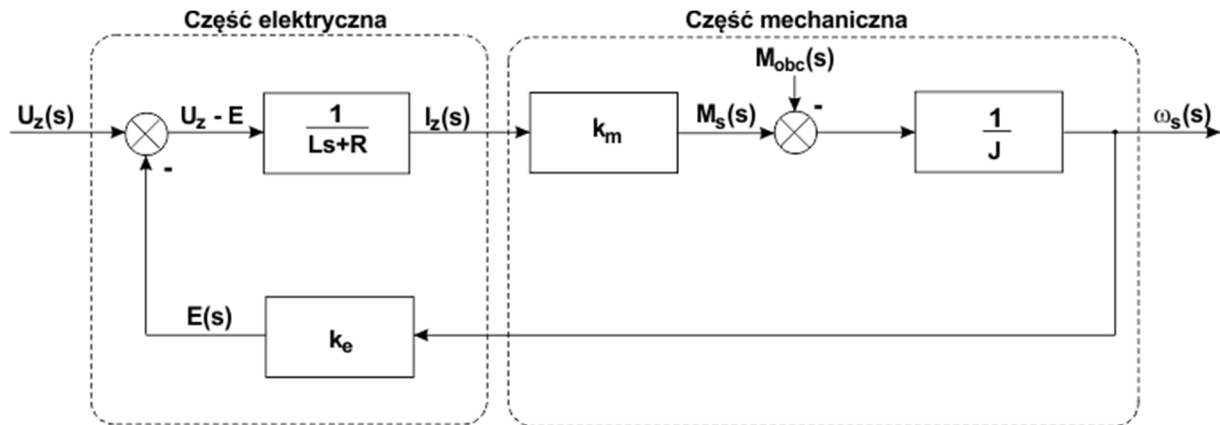 Część elektryczna
Część mechaniczna
M_obc(s)
U_z(s)
U_z - E
1
Ls+R
I_z(s)
k_m
M_s(s)
-
1
J
ω_s(s)
-
E(s)
k_e